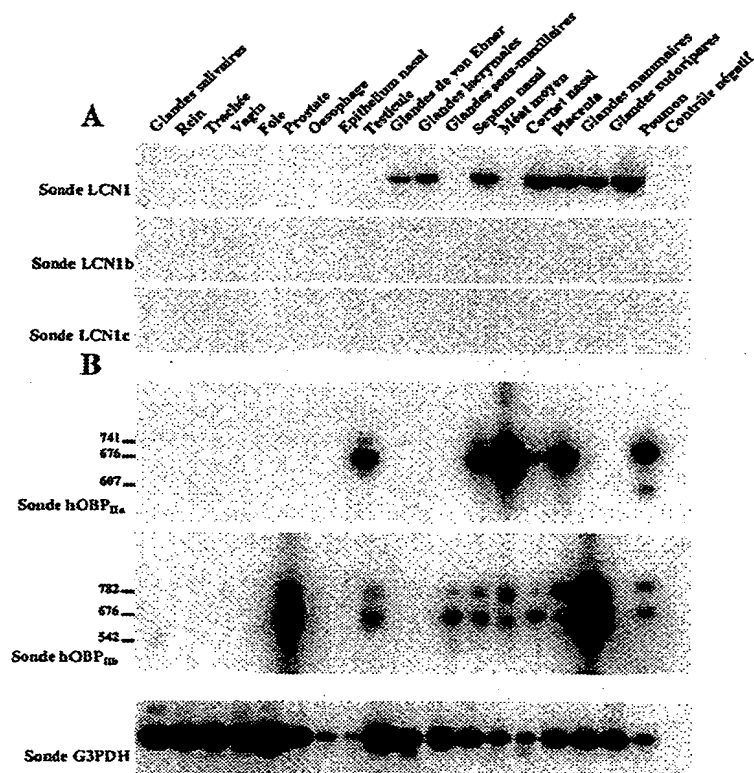 A
Glandes salivaires
Rein
Trachée
Vagin
Foie
Prostate
Oesophage
Epithelium nasal
Testicule
Glandes de von Ebner
Glandes lacrymales
Glandes sous-maxillaires
Septum nasal
Méat moyen
Cornet nasal
Placenta
Glandes mammaires
Glandes sudoripares
Poumon
Contrôle négatif
Sonde LCN1
Sonde LCN1b
Sonde LCN1c
B
741
676
607
Sonde hOBPIIa
782
676
542
Sonde hOBPIIb
Sonde G3PDH